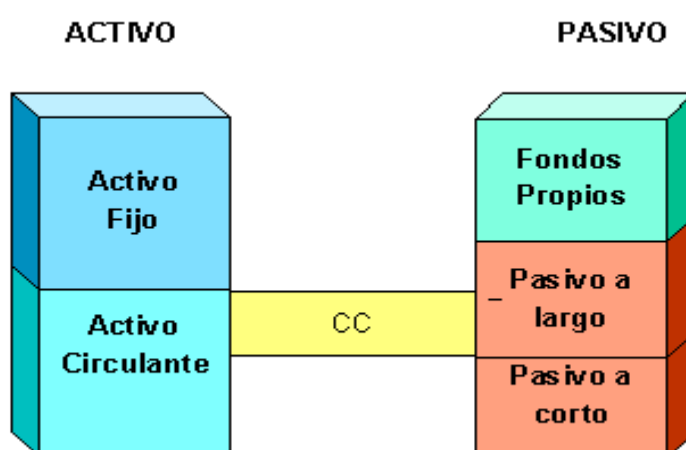 ACTIVO
PASIVO
Activo
Fijo
Activo
Circulante
CC
Fondos
Propios
Pasivo a
largo
Pasivo a
corto